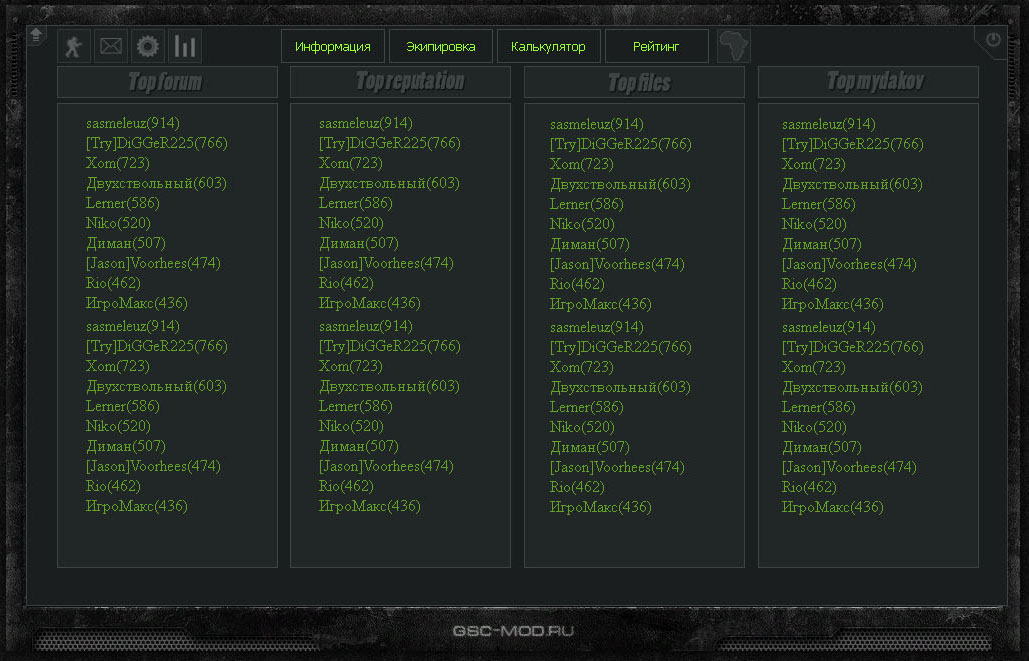 Информация Экипировка Калькулятор Рейтинг
Top forum
sasmeleuz(914)
[Try]DiGGeR225(766)
Xom(723)
Двухствольный(603)
Lerner(586)
Niko(520)
Диман(507)
[Jason]Voorhees(474)
Rio(462)
ИгроМакс(436)
sasmeleuz(914)
[Try]DiGGeR225(766)
Xom(723)
Двухствольный(603)
Lerner(586)
Niko(520)
Диман(507)
[Jason]Voorhees(474)
Rio(462)
ИгроМакс(436)
Top reputation
sasmeleuz(914)
[Try]DiGGeR225(766)
Xom(723)
Двухствольный(603)
Lerner(586)
Niko(520)
Диман(507)
[Jason]Voorhees(474)
Rio(462)
ИгроМакс(436)
sasmeleuz(914)
[Try]DiGGeR225(766)
Xom(723)
Двухствольный(603)
Lerner(586)
Niko(520)
Диман(507)
[Jason]Voorhees(474)
Rio(462)
ИгроМакс(436)
Top files
sasmeleuz(914)
[Try]DiGGeR225(766)
Xom(723)
Двухствольный(603)
Lerner(586)
Niko(520)
Диман(507)
[Jason]Voorhees(474)
Rio(462)
ИгроМакс(436)
sasmeleuz(914)
[Try]DiGGeR225(766)
Xom(723)
Двухствольный(603)
Lerner(586)
Niko(520)
Диман(507)
[Jason]Voorhees(474)
Rio(462)
ИгроМакс(436)
Top mydakov
sasmeleuz(914)
[Try]DiGGeR225(766)
Xom(723)
Двухствольный(603)
Lerner(586)
Niko(520)
Диман(507)
[Jason]Voorhees(474)
Rio(462)
ИгроМакс(436)
sasmeleuz(914)
[Try]DiGGeR225(766)
Xom(723)
Двухствольный(603)
Lerner(586)
Niko(520)
Диман(507)
[Jason]Voorhees(474)
Rio(462)
ИгроМакс(436)
GSC-MOD.RU